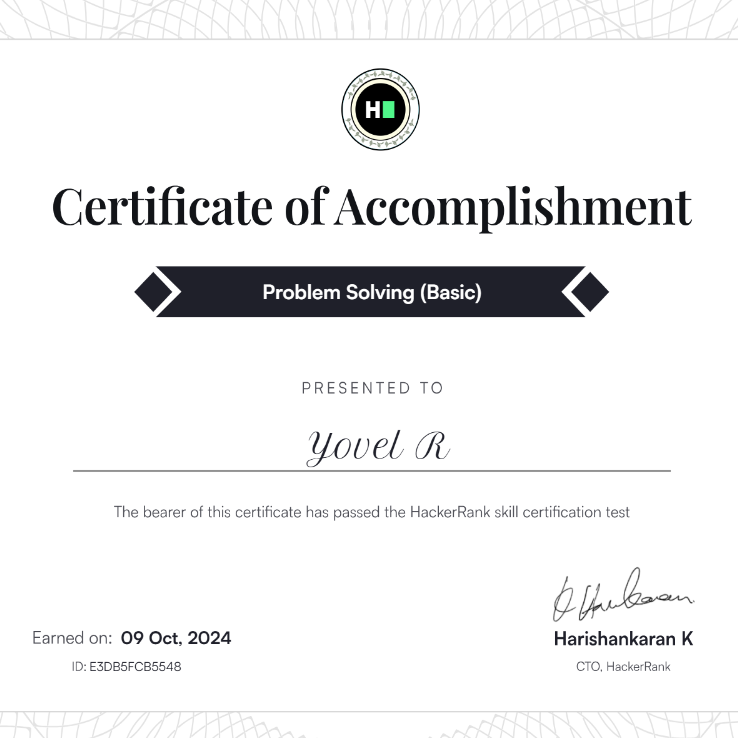 H
Certificate of Accomplishment
Problem Solving (Basic)
PRESENTED TO
Yovel R
The bearer of this certificate has passed the HackerRank skill certification test
Earned on: 09 Oct, 2024
ID: E3DB5FCB5548
Harishankaran K
CTO, HackerRank